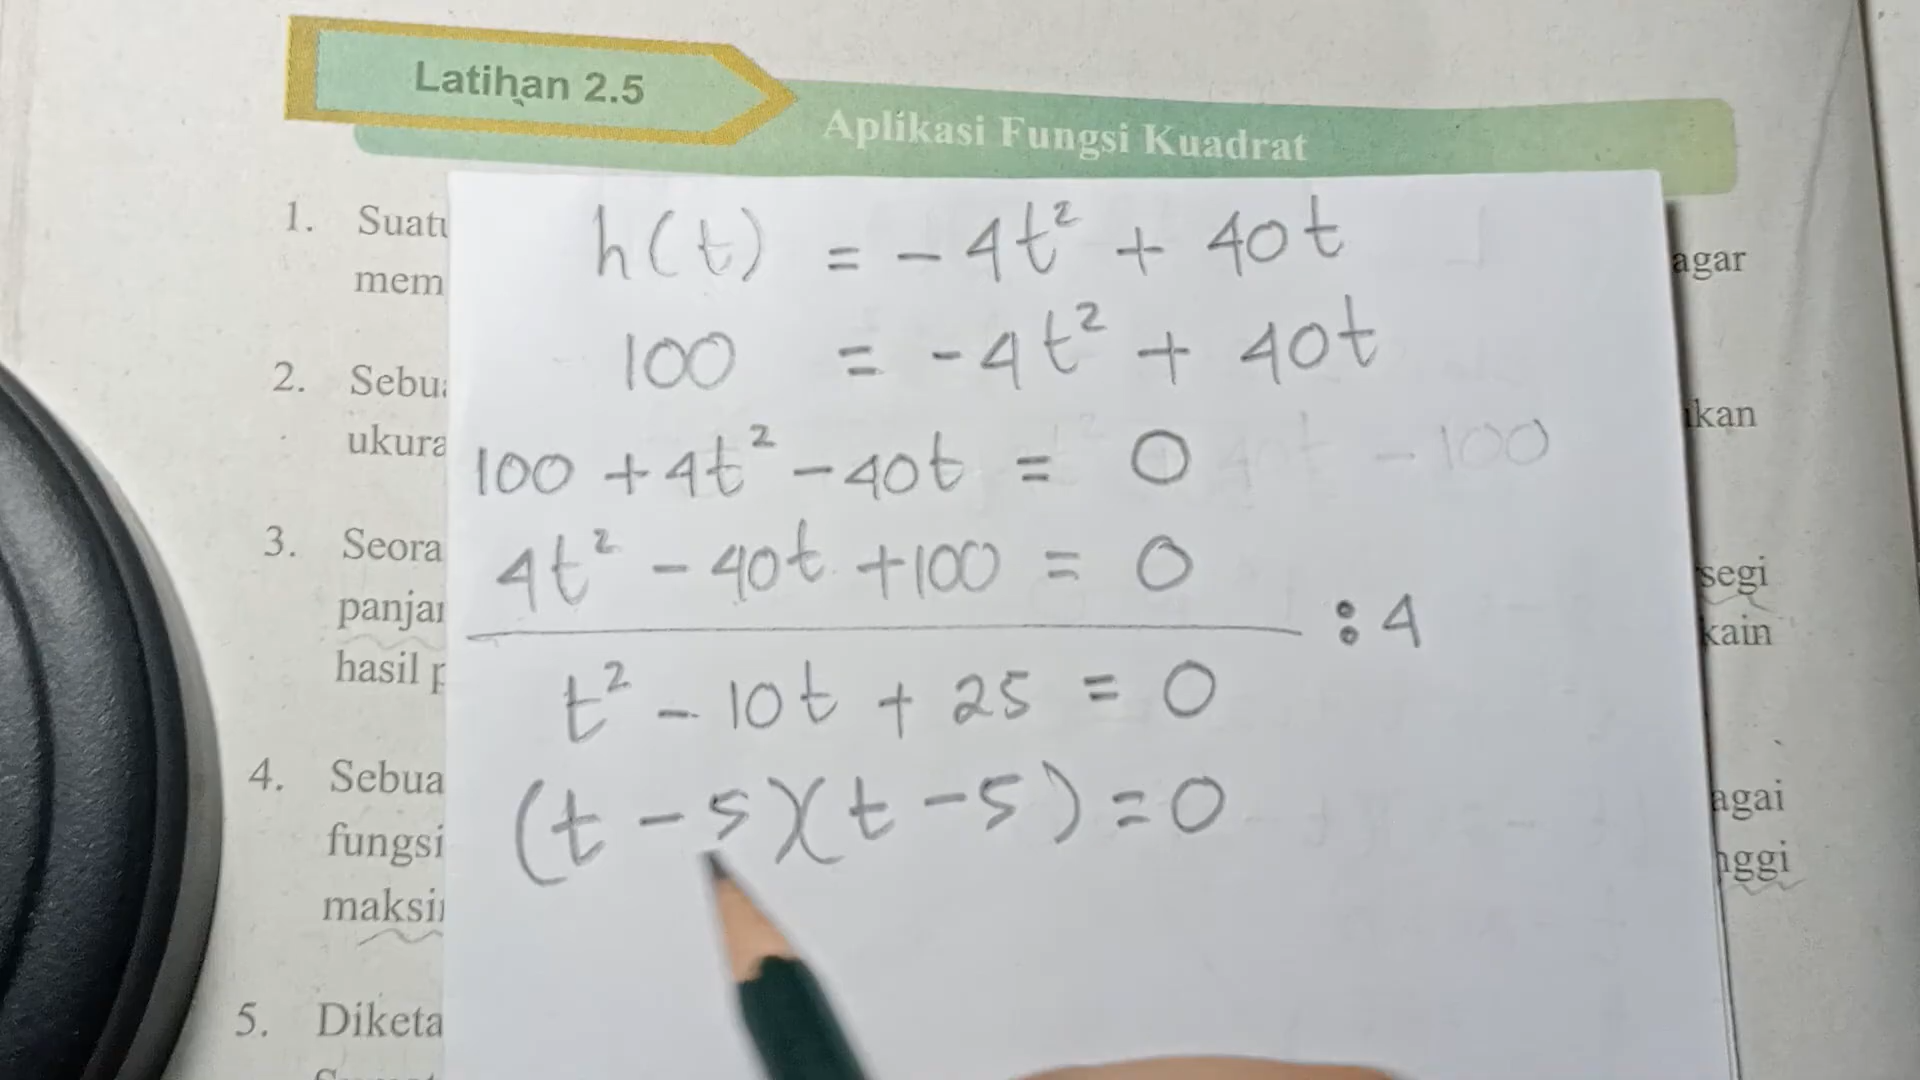 Latihan 2.5
Aplikasi Fungsi Kuadrat
1. Suatu
agar
mem
2. Sebu
kan
ukura
3. Seora
segi
panja
kain
hasil p
4. Sebua
agai
fungsi
nggi
maksi
5. Diketa
h(t) = -4t² + 40t
100 = -4t² + 40t
100 + 4t² - 40t = 0
4t² - 40t + 100 = 0
: 4
t² - 10t + 25 = 0
(t - 5)(t - 5) = 0